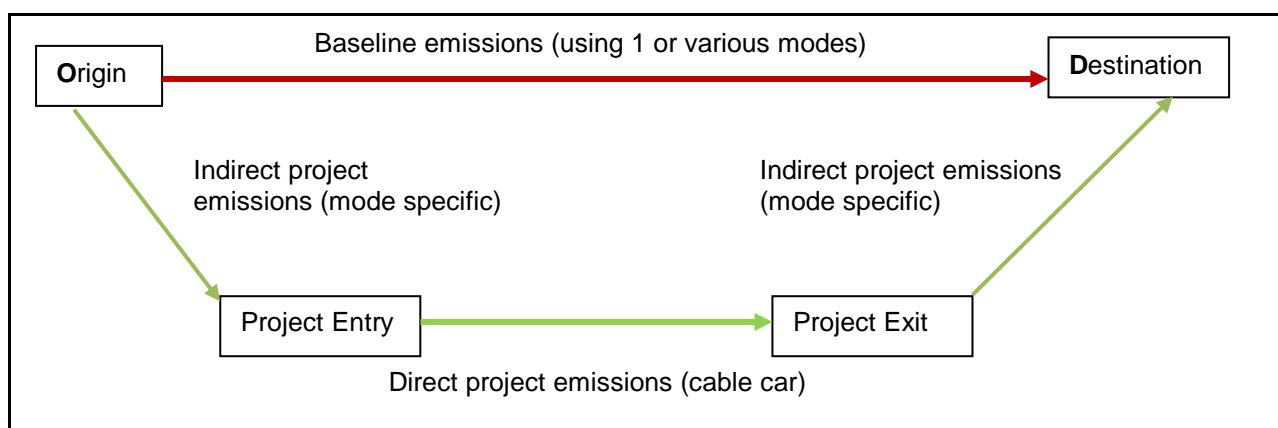 Baseline emissions (using 1 or various modes)
Origin
Destination
Indirect project
emissions (mode specific)
Indirect project emissions
(mode specific)
Project Entry
Project Exit
Direct project emissions (cable car)